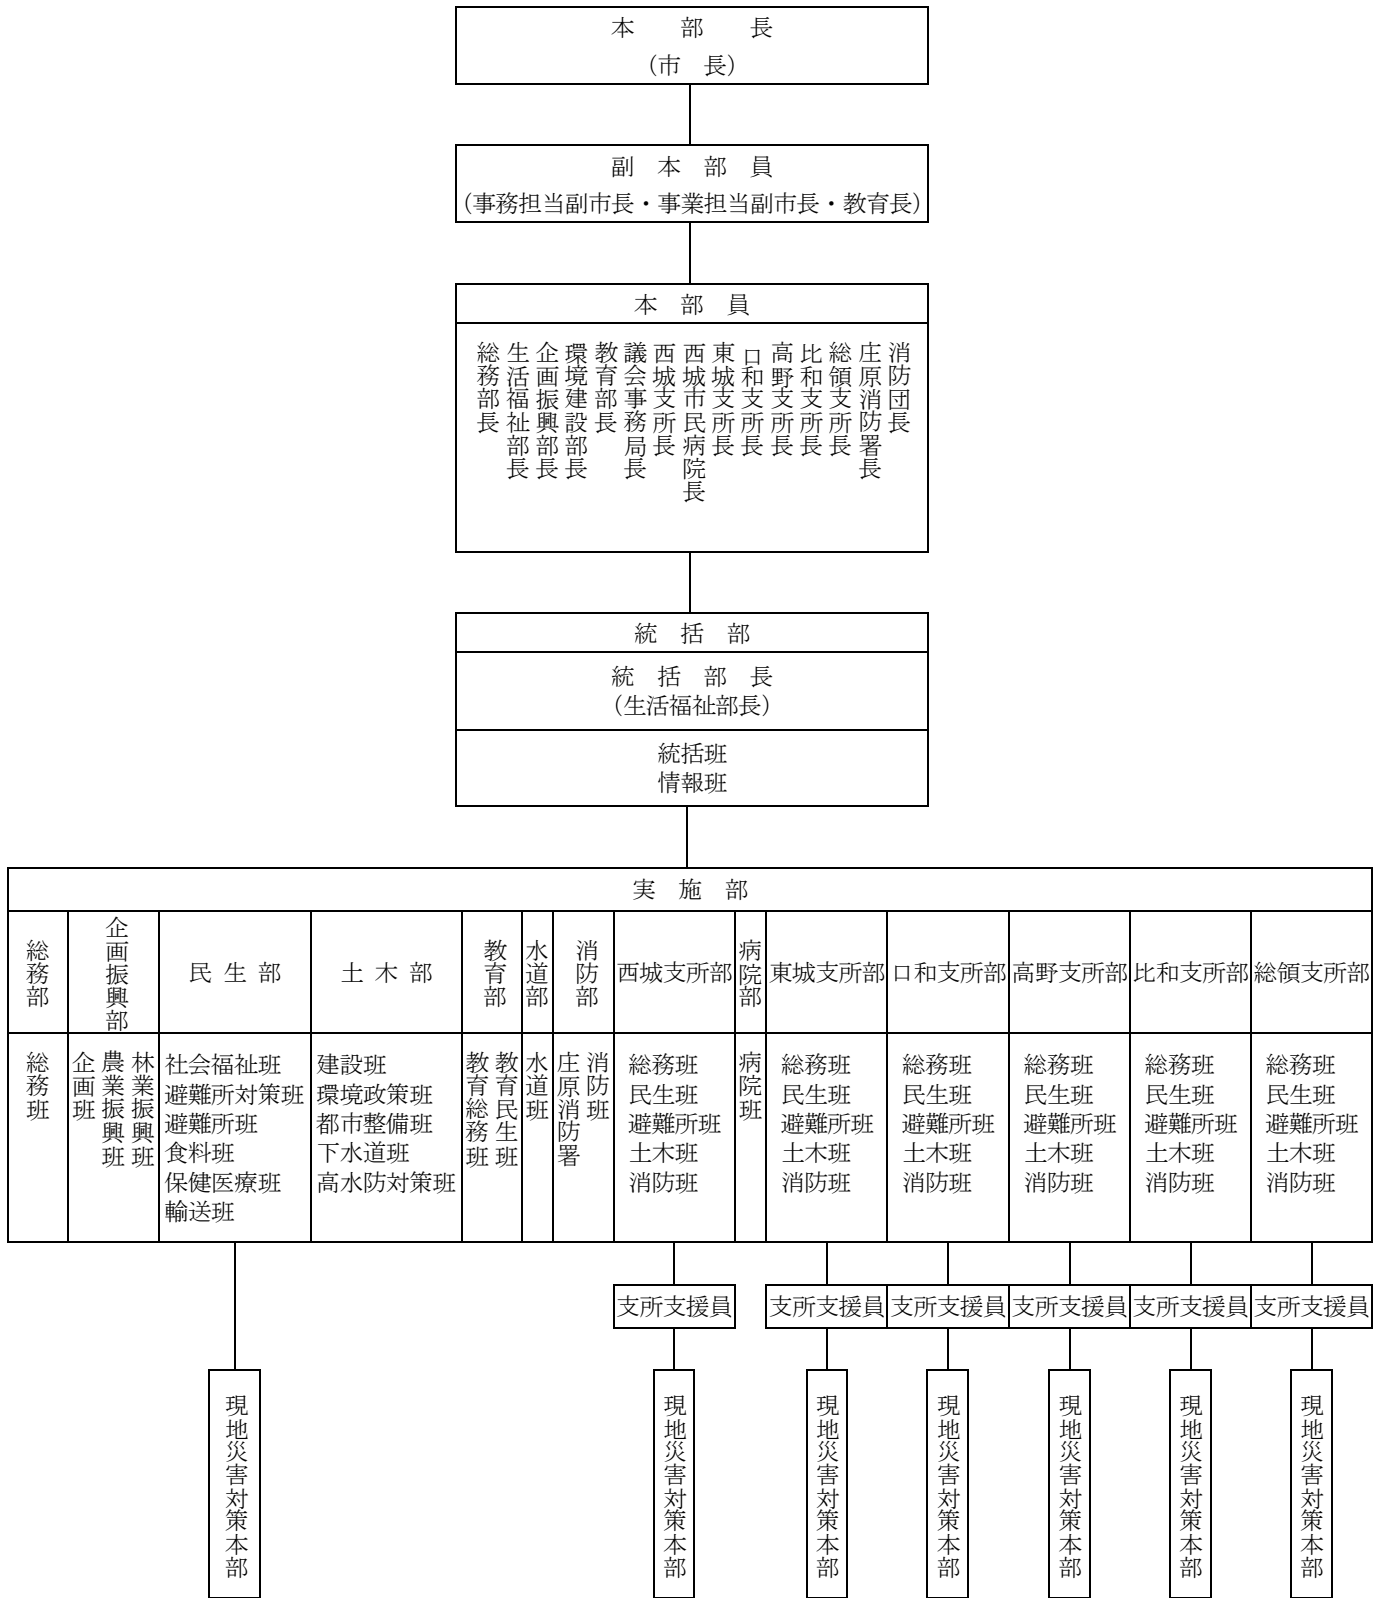 本　部　長
（市　長）
副　本　部　員
（事務担当副市長・事業担当副市長・教育長）
本　部　員
総務部長
生活福祉部長
企画振興部長
環境建設部長
教育部長
議会事務局長
西城支所長
西城市民病院長
東城支所長
口和支所長
高野支所長
比和支所長
総領支所長
庄原消防署長
消防団長
統　括　部
統　括　部　長
（生活福祉部長）
統括班
情報班
実　施　部
総務部
企画振興部
民 生 部
土 木 部
教育部
水道部
消防部
西城支所部
病院部
東城支所部
口和支所部
高野支所部
比和支所部
総領支所部
総務班
企画班
農業振興班
林業振興班
社会福祉班
避難所対策班
避難所班
食料班
保健医療班
輸送班
建設班
環境政策班
都市整備班
下水道班
高水防対策班
教育総務班
教育民生班
水道班
庄原消防署
消防班
総務班
民生班
避難所班
土木班
消防班
病院班
総務班
民生班
避難所班
土木班
消防班
総務班
民生班
避難所班
土木班
消防班
総務班
民生班
避難所班
土木班
消防班
総務班
民生班
避難所班
土木班
消防班
総務班
民生班
避難所班
土木班
消防班
支所支援員
支所支援員
支所支援員
支所支援員
支所支援員
支所支援員
現地災害対策本部
現地災害対策本部
現地災害対策本部
現地災害対策本部
現地災害対策本部
現地災害対策本部
現地災害対策本部